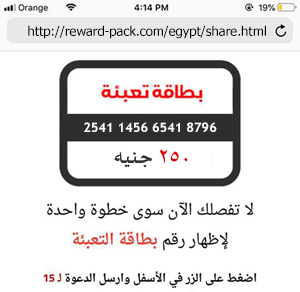 Orange 4:14 PM 19%
http://reward-pack.com/egypt/share.html
بطاقة تعبئة
2541 1456 6541 8796
٢٥٠ جنيه
لا تفصلك الآن سوى خطوة واحدة
لإظهار رقم بطاقة التعبئة
اضغط على الزر في الأسفل وارسل الدعوة لـ 15